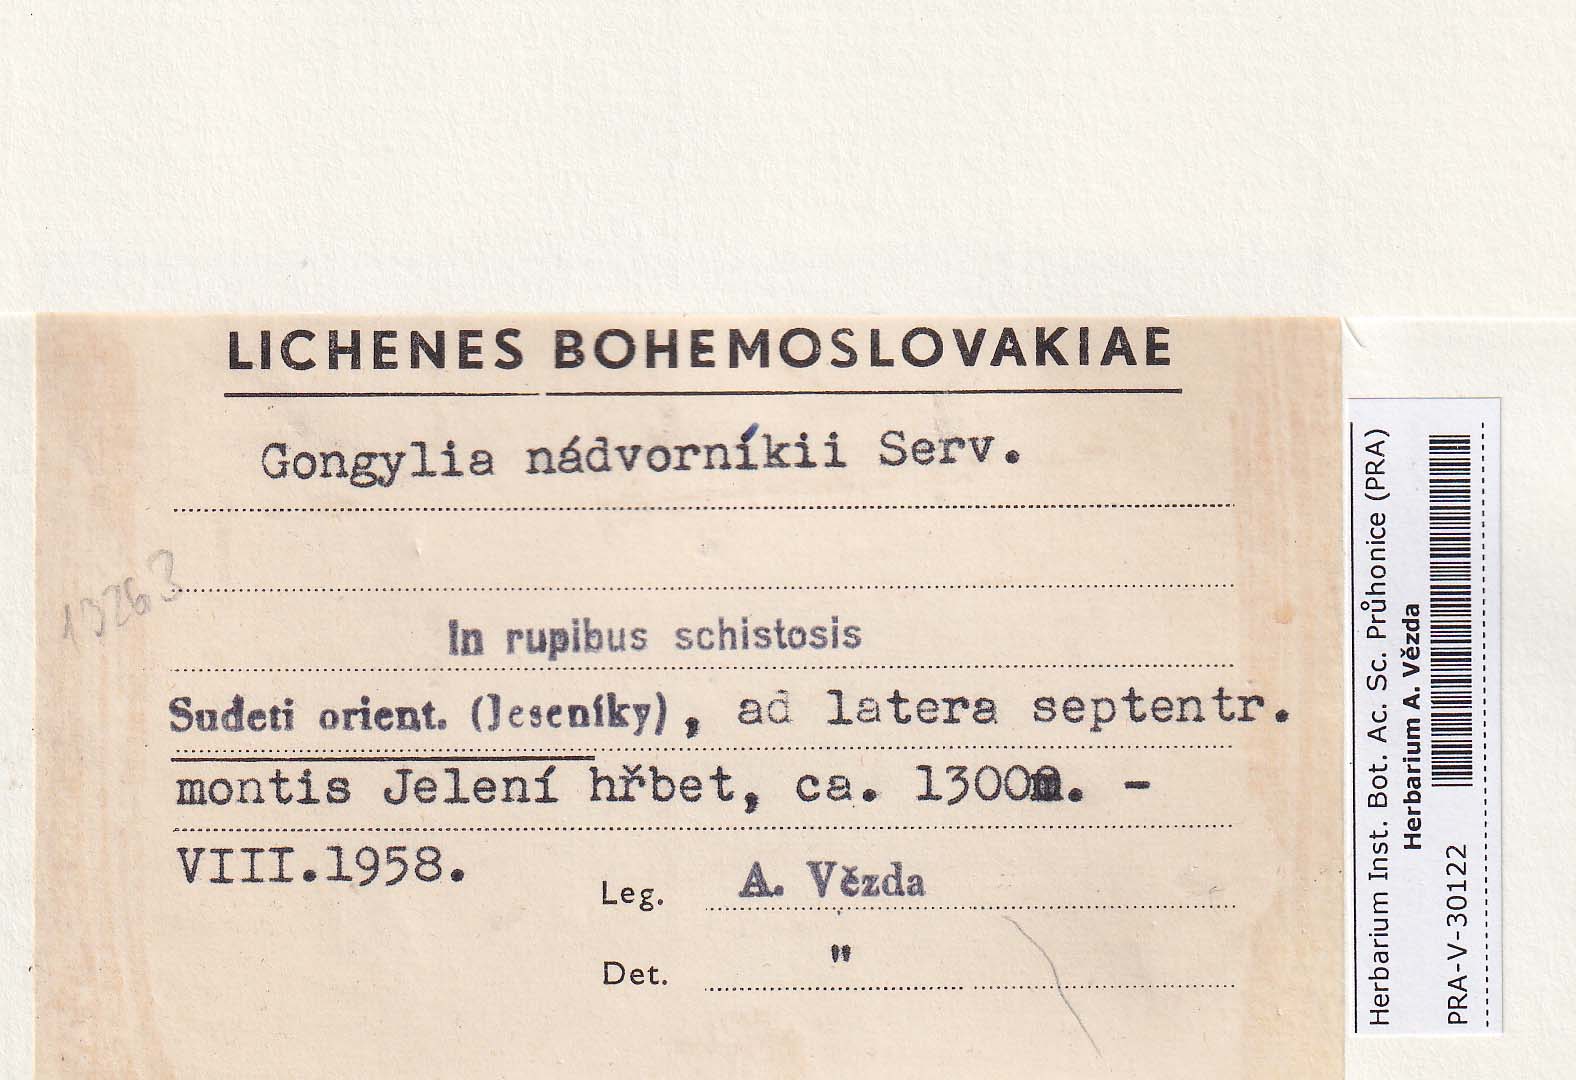 LICHENES BOHEMOSLOVAKIAE
Gongylia nádvorníkii Serv.
13263
In rupibus schistosis
Sudeti orient. (Jeseníky), ad latera septentr.
montis Jelení hřbet, ca. 1300m. -
VIII.1958.
Leg. A. Vězda
Det. "
Herbarium Inst. Bot. Ac. Sc. Průhonice (PRA)
Herbarium A. Vězda
PRA-V-30122